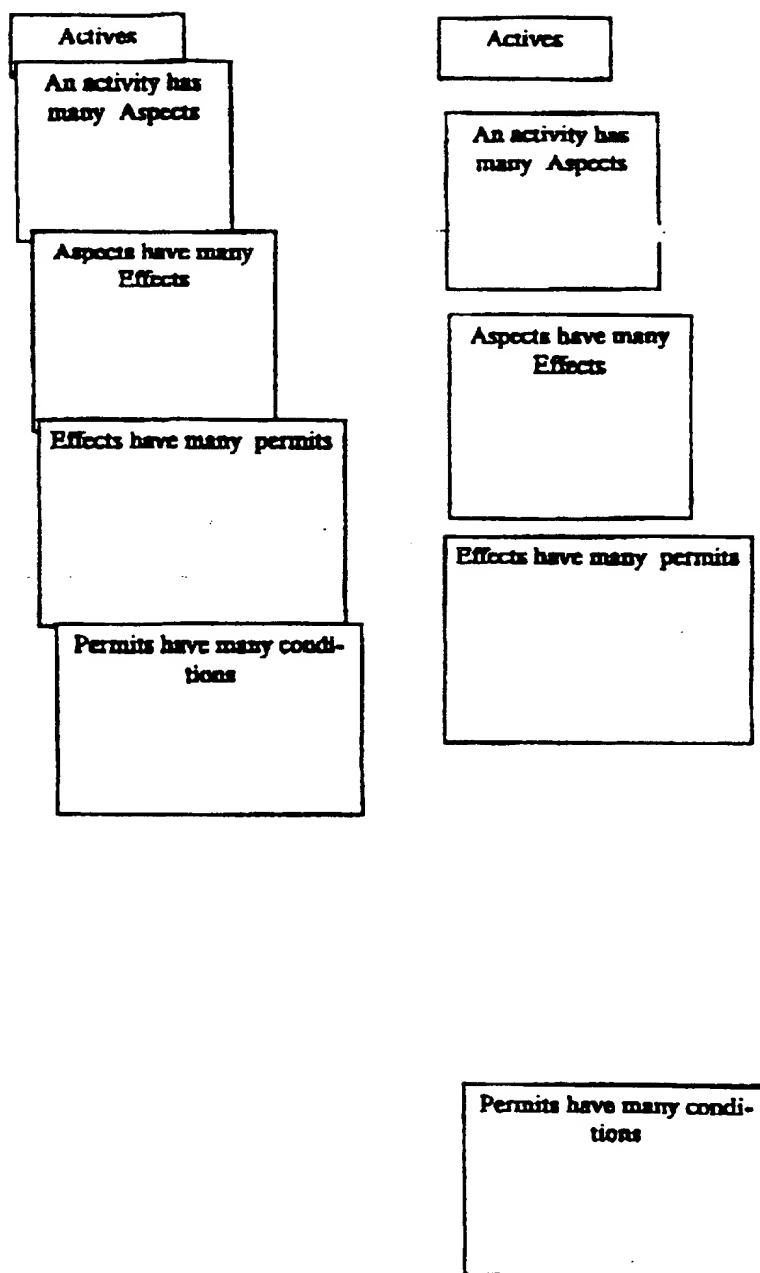 Actives
An activity has
many Aspects
Aspects have many
Effects
Effects have many permits
Permits have many condi-
tions
Actives
An activity has
many Aspects
Aspects have many
Effects
Effects have many permits
Permits have many condi-
tions